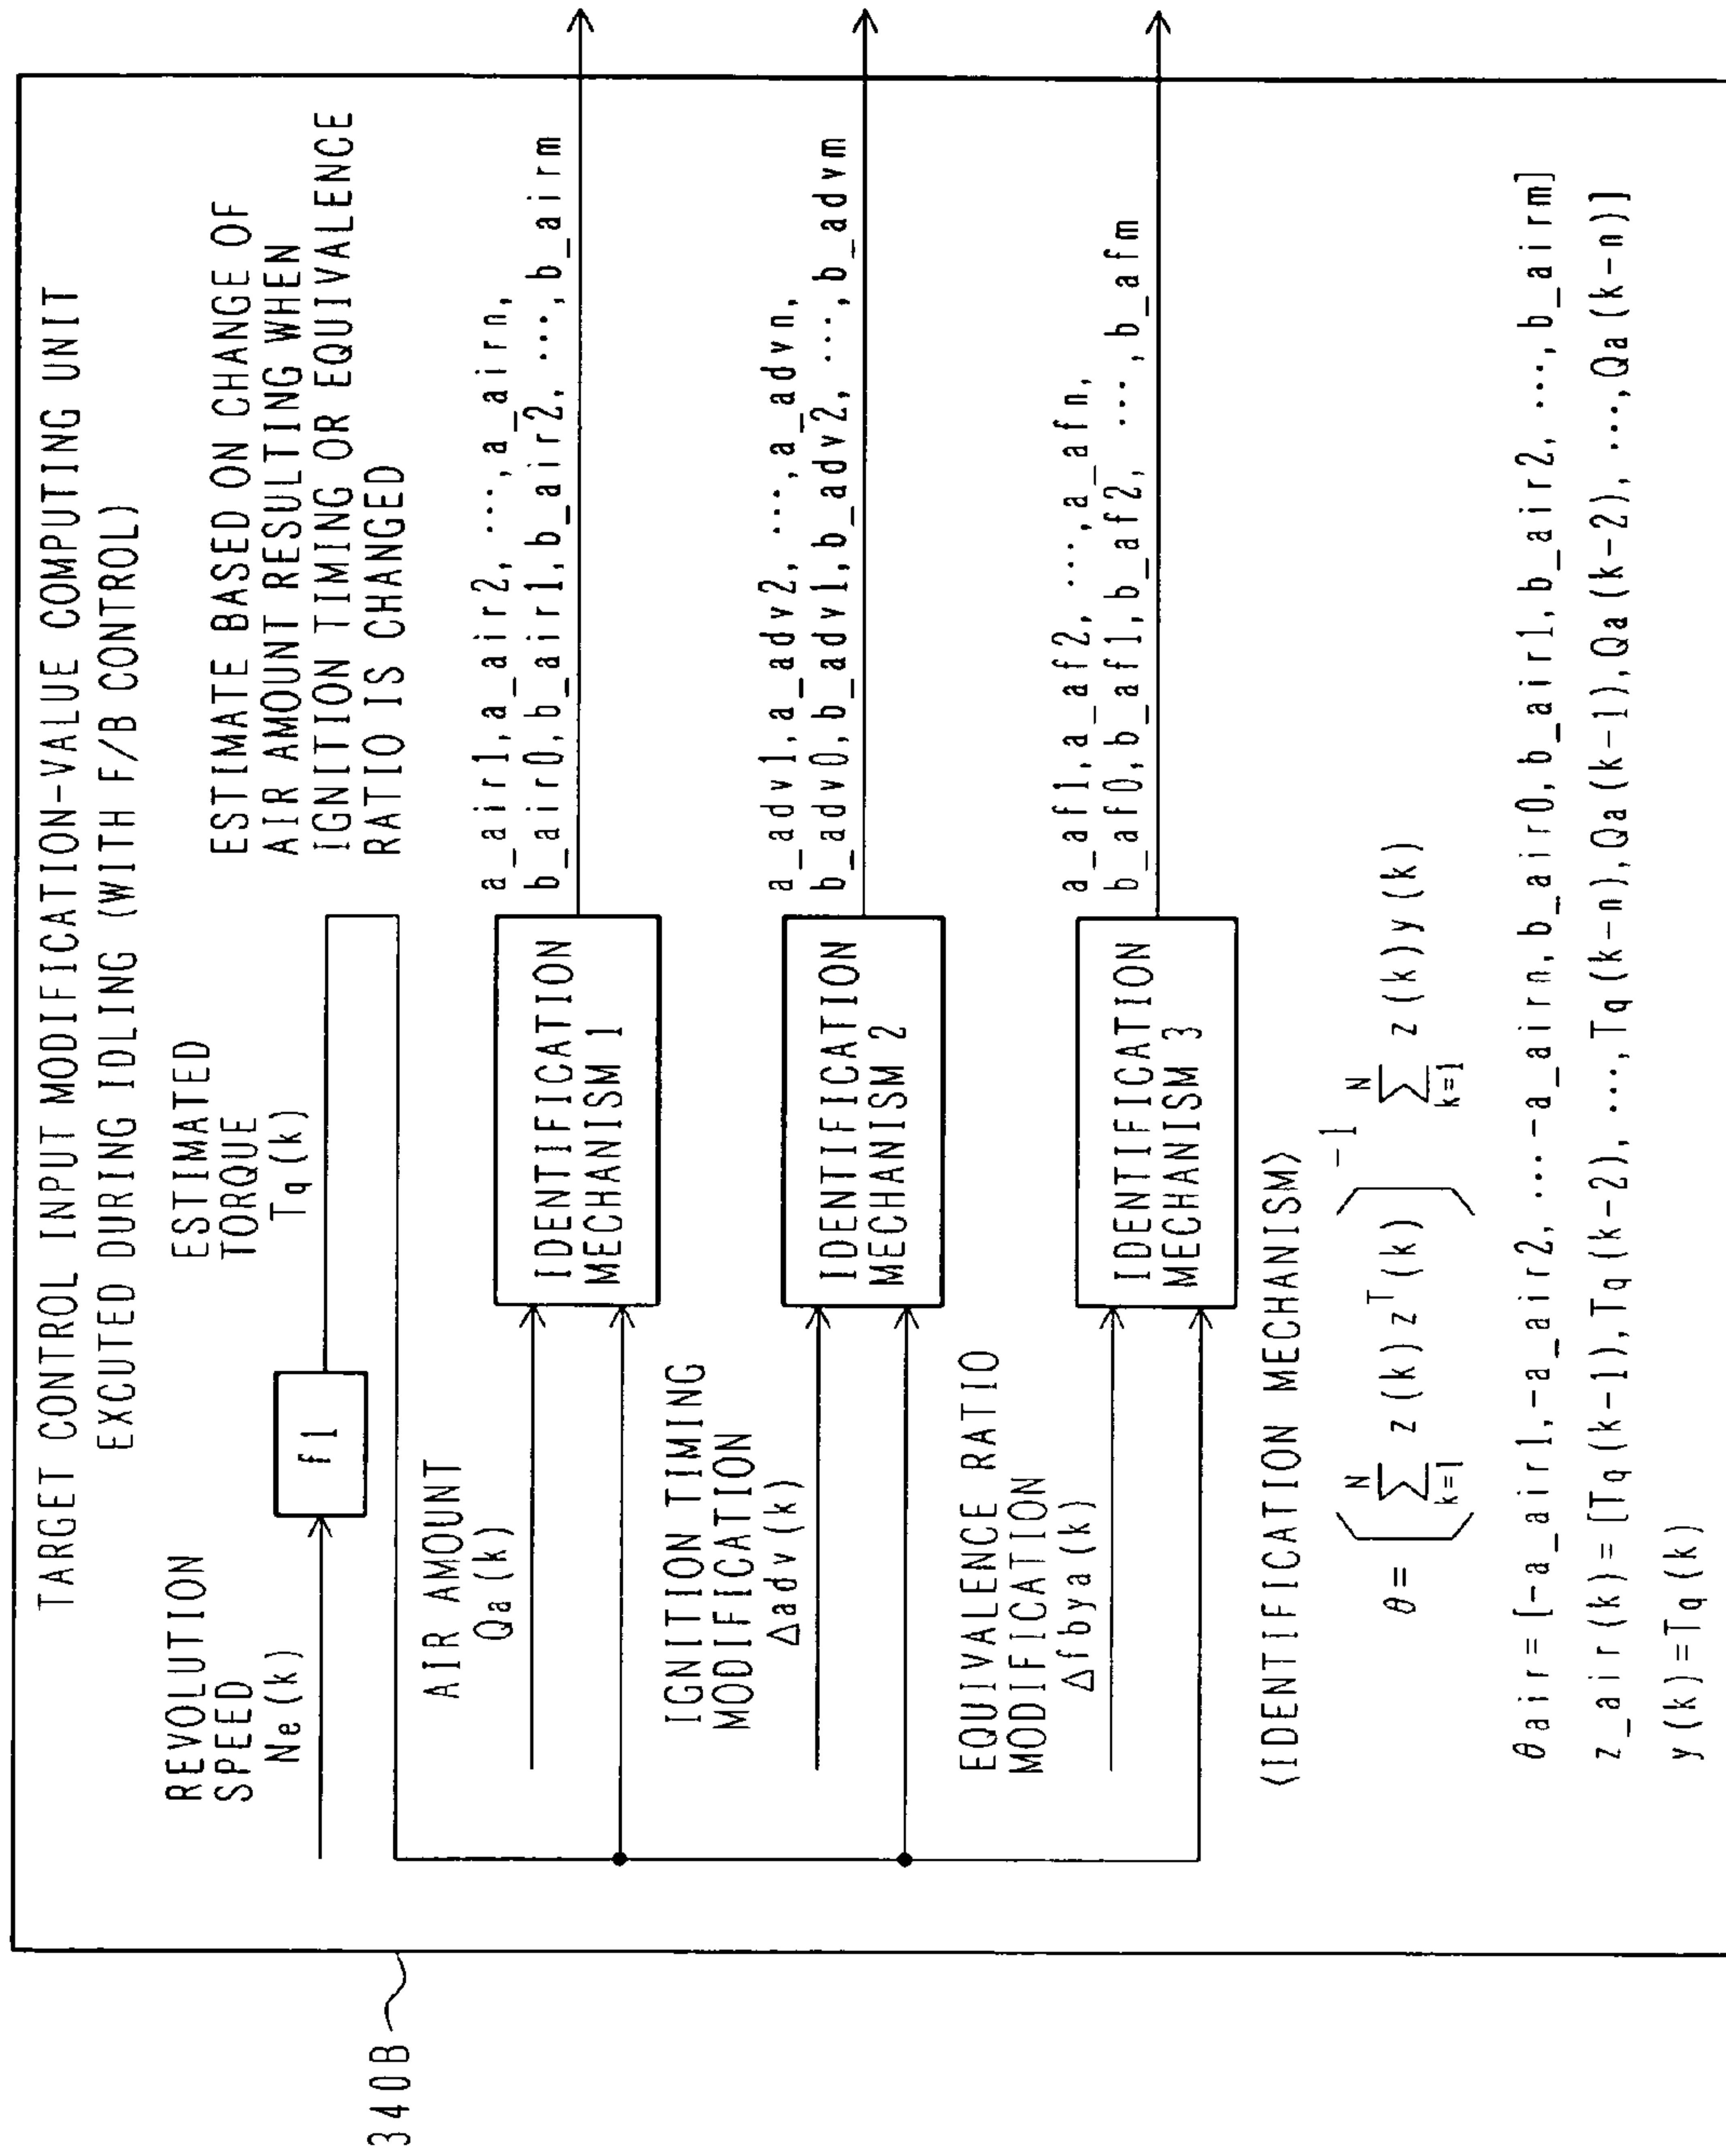 340B
TARGET CONTROL INPUT MODIFICATION-VALUE COMPUTING UNIT
EXCUTED DURING IDLING (WITH F/B CONTROL)
REVOLUTION
SPEED
Ne(k)
f1
ESTIMATED
TORQUE
Tq(k)
ESTIMATE BASED ON CHANGE OF
AIR AMOUNT RESULTING WHEN
IGNITION TIMING OR EQUIVALENCE
RATIO IS CHANGED
AIR AMOUNT
Qa(k)
IDENTIFICATION
MECHANISM 1
a_air1,a_air2, ···,a_airn,
b_air0,b_air1,b_air2, ···,b_airm
IGNITION TIMING
MODIFICATION
Δadv(k)
IDENTIFICATION
MECHANISM 2
a_adv1,a_adv2, ···,a_advn,
b_adv0,b_adv1,b_adv2, ···,b_advm
EQUIVALENCE RATIO
MODIFICATION
Δfbya(k)
IDENTIFICATION
MECHANISM 3
a_af1,a_af2, ···,a_afn,
b_af0,b_af1,b_af2, ···,b_afm
⟨IDENTIFICATION MECHANISM⟩
θ=(∑_{k=1}^{N} z(k)z^T(k))^{-1} ∑_{k=1}^{N} z(k)y(k)
θair=[-a_air1,-a_air2, ···-a_airn,b_air0,b_air1,b_air2, ···,b_airm]
z_air(k)=[Tq(k-1),Tq(k-2), ···,Tq(k-n),Qa(k-1),Qa(k-2), ···,Qa(k-n)]
y(k)=Tq(k)